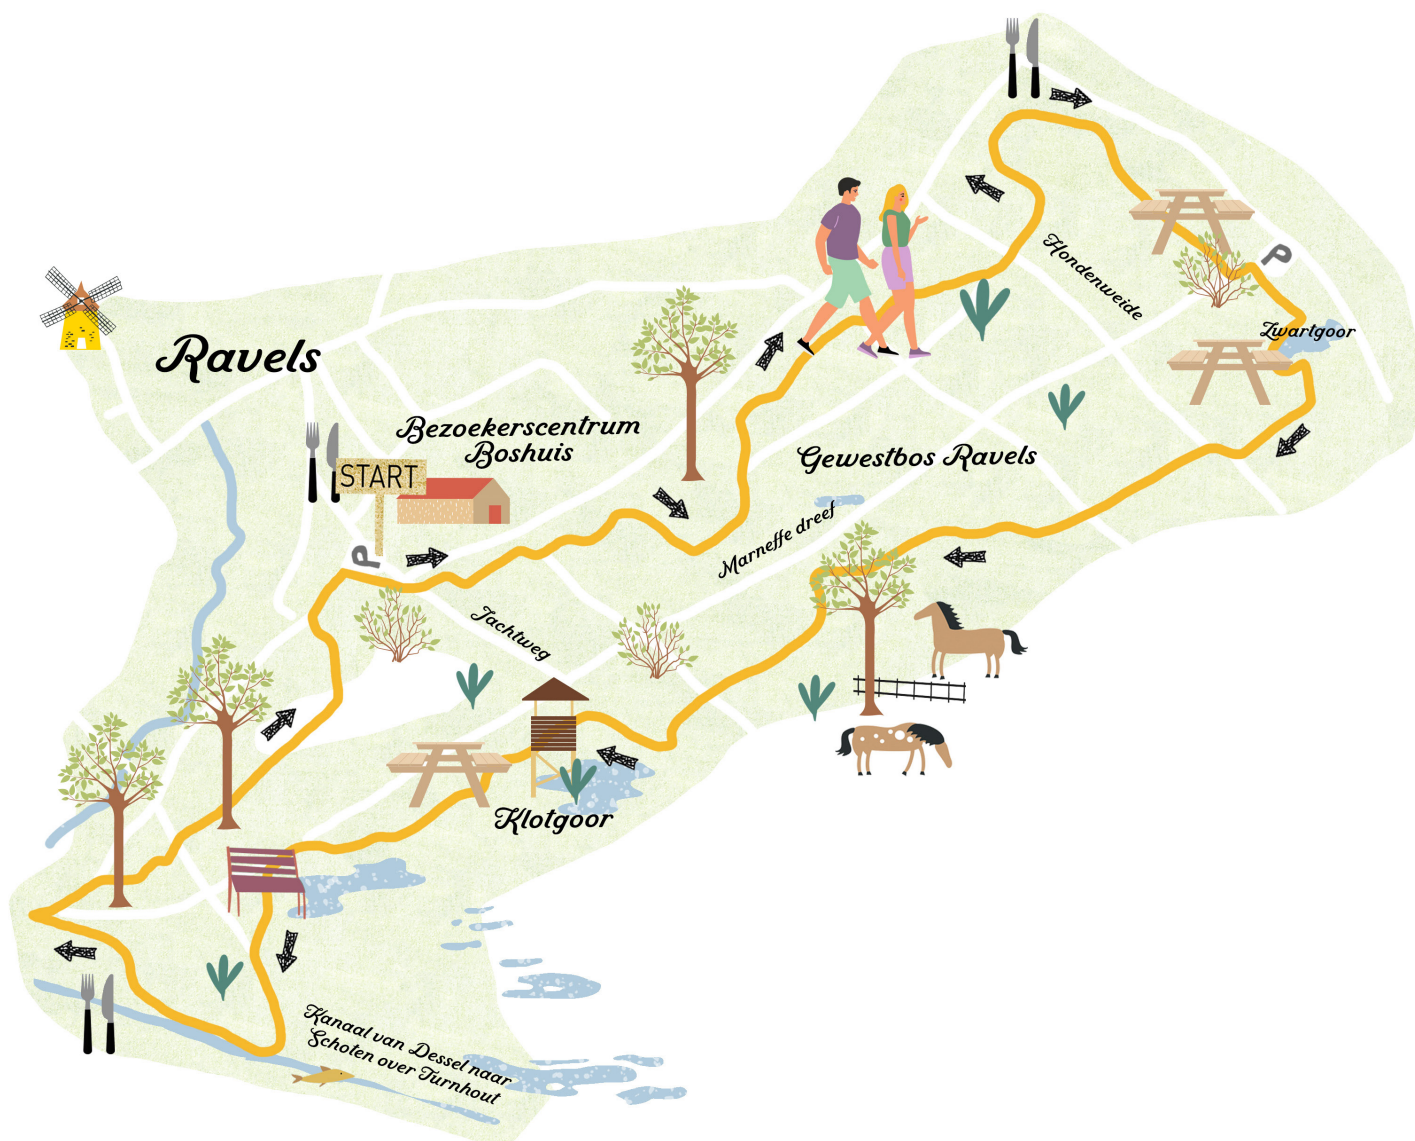 Ravels
Bezoekerscentrum
Boshuis
START
P
Jachtweg
Hondenweide
P
Zwartgoor
Gewestbos Ravels
Marneffe dreef
Klotgoor
Kanaal van Dessel naar
Schoten over Turnhout